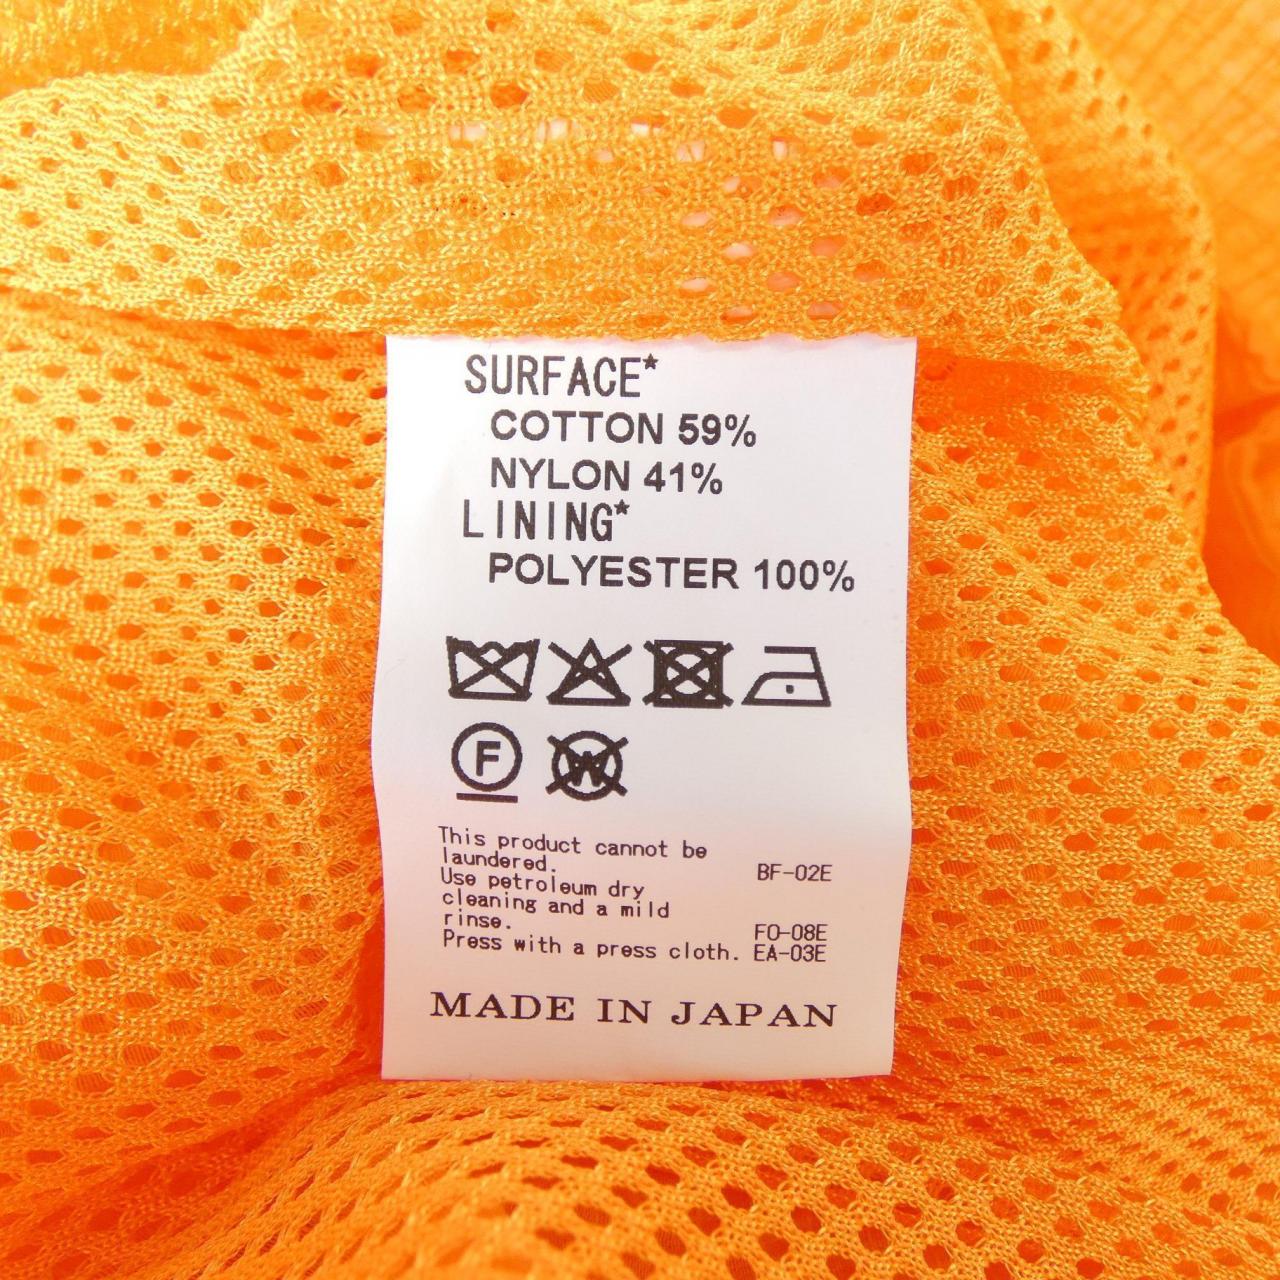 SURFACE*
COTTON 59%
NYLON 41%
LINING*
POLYESTER 100%
F W
This product cannot be
laundered. BF-02E
Use petroleum dry
cleaning and a mild
rinse. FO-08E
Press with a press cloth. EA-03E
MADE IN JAPAN